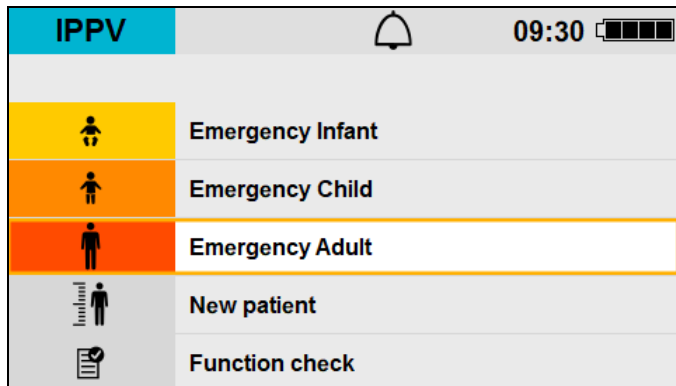 IPPV 09:30
Emergency Infant
Emergency Child
Emergency Adult
New patient
Function check